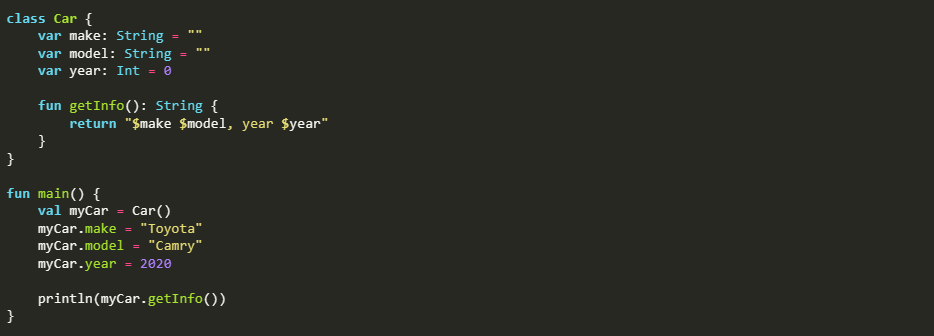 class Car {
    var make: String = ""
    var model: String = ""
    var year: Int = 0

    fun getInfo(): String {
        return "$make $model, year $year"
    }
}

fun main() {
    val myCar = Car()
    myCar.make = "Toyota"
    myCar.model = "Camry"
    myCar.year = 2020

    println(myCar.getInfo())
}